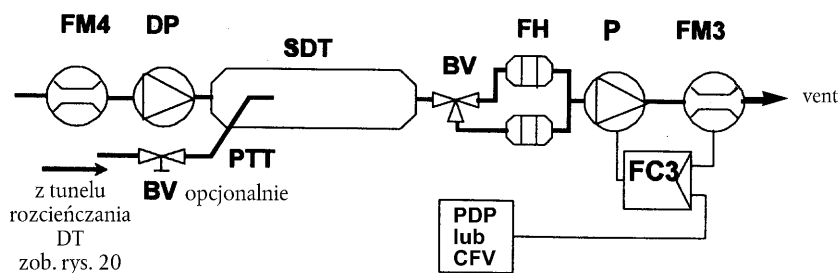 FM4 DP
SDT
BV
FH
P
FM3
vent
PTT
BV opcjonalnie
z tunelu
rozcieńczania
DT
zob. rys. 20
FC3
PDP
lub
CFV